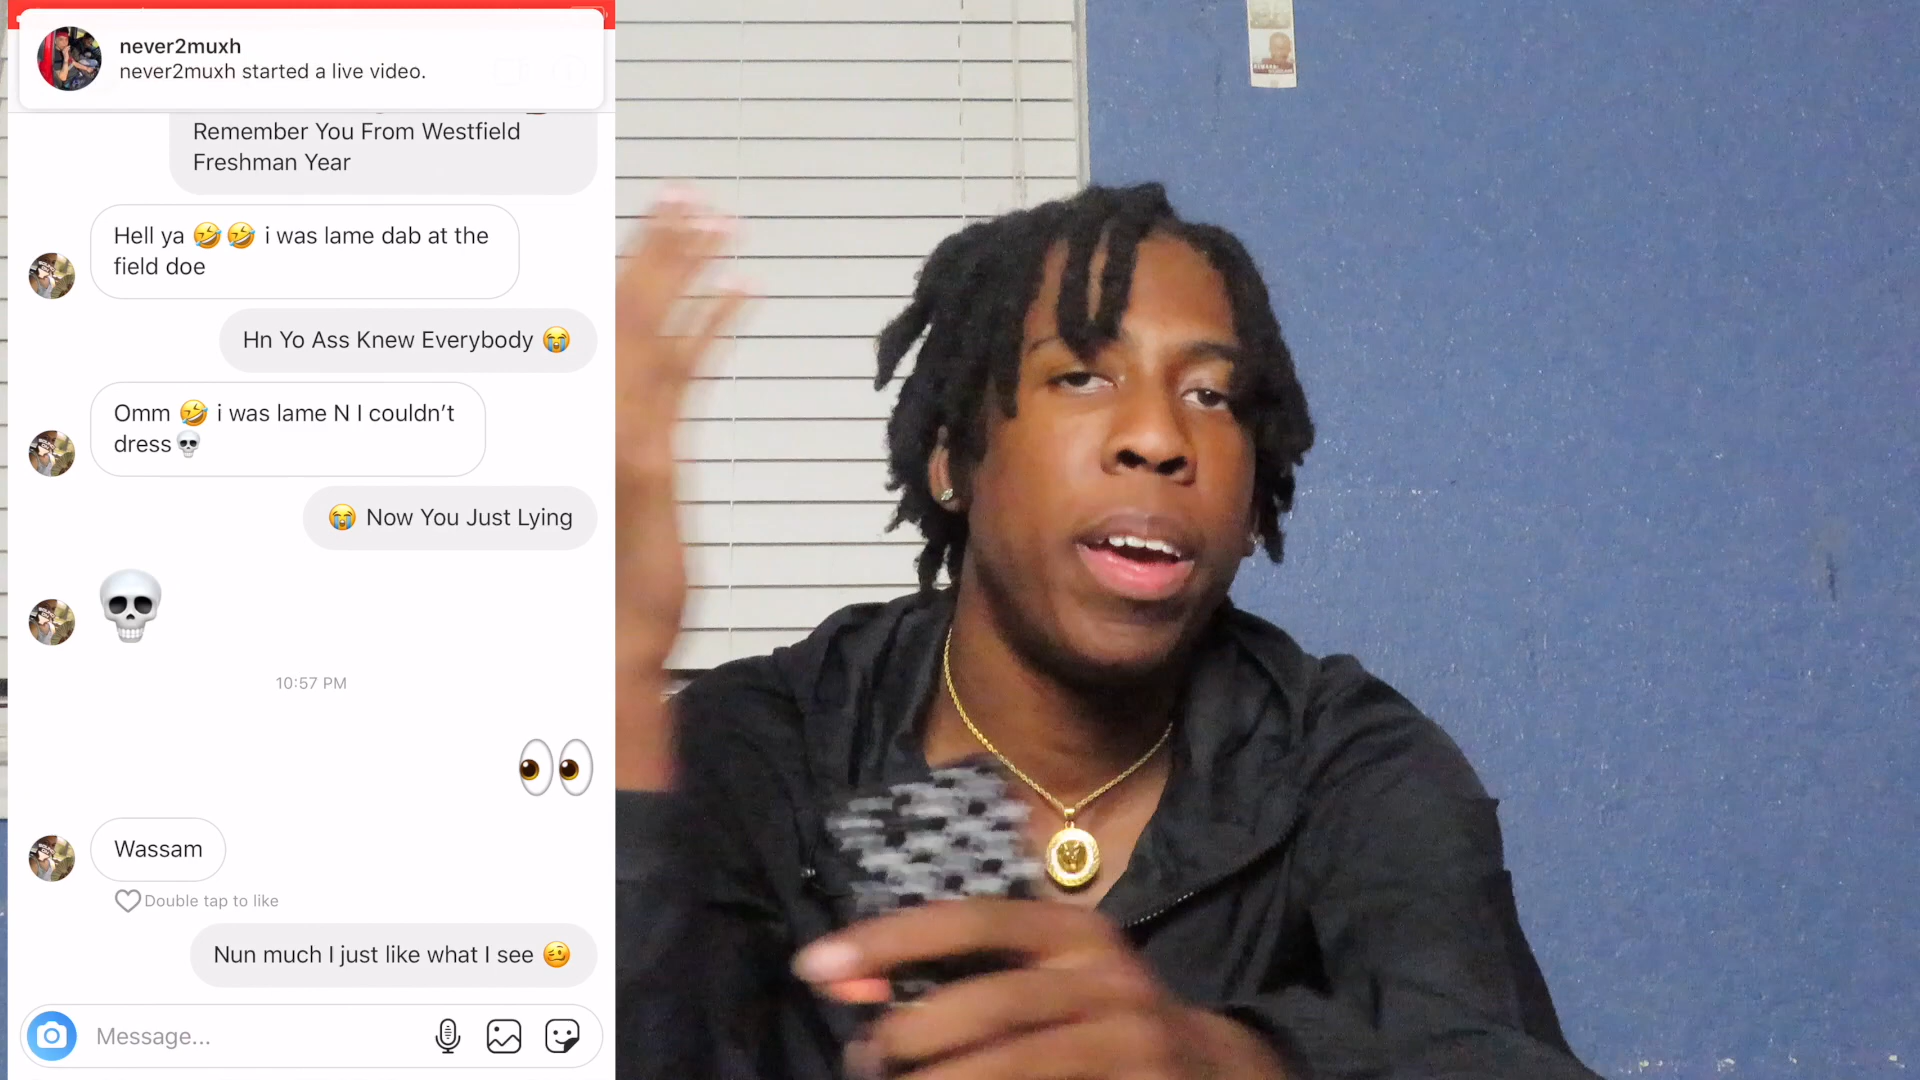 never2muxh
never2muxh started a live video.
Remember You From Westfield
Freshman Year
Hell ya 🤣🤣 i was lame dab at the
field doe
Hn Yo Ass Knew Everybody 😭
Omm 🤣 i was lame N I couldn't
dress💀
😭 Now You Just Lying
💀
10:57 PM
👀
Wassam
Double tap to like
Nun much I just like what I see 🥴
Message...